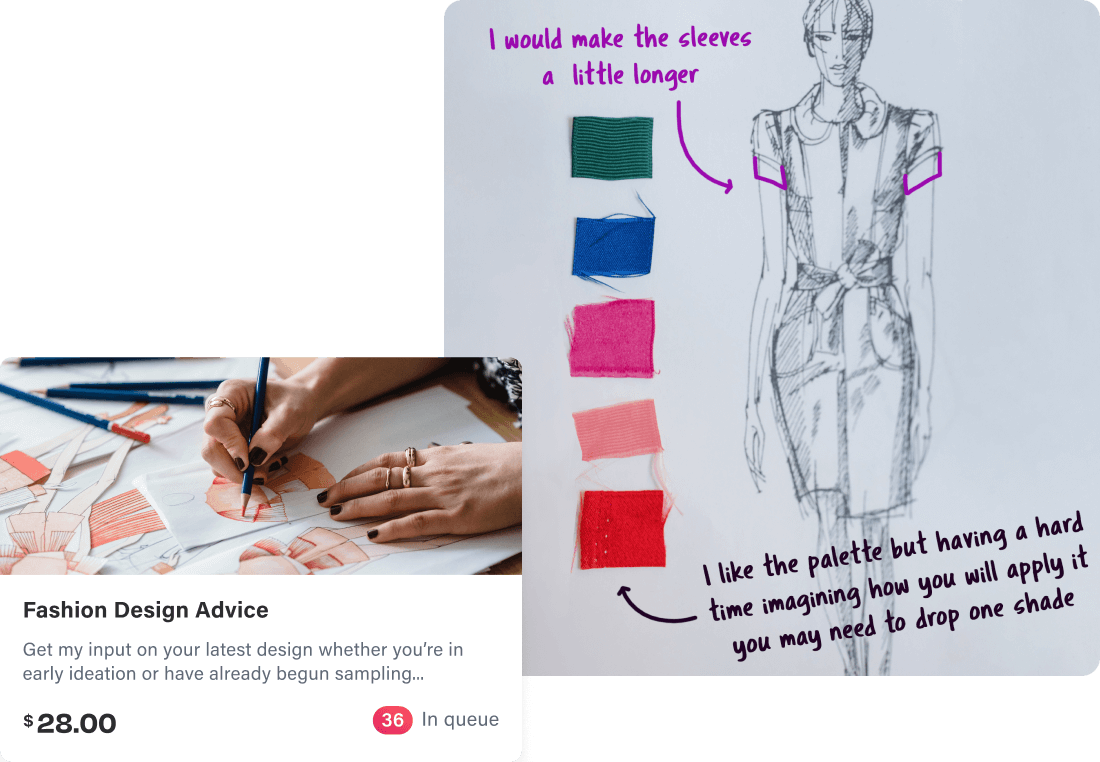 I would make the sleeves
a little longer
I like the palette but having a hard
time imagining how you will apply it
you may need to drop one shade
Fashion Design Advice
Get my input on your latest design whether you’re in
early ideation or have already begun sampling...
$28.00
36 In queue